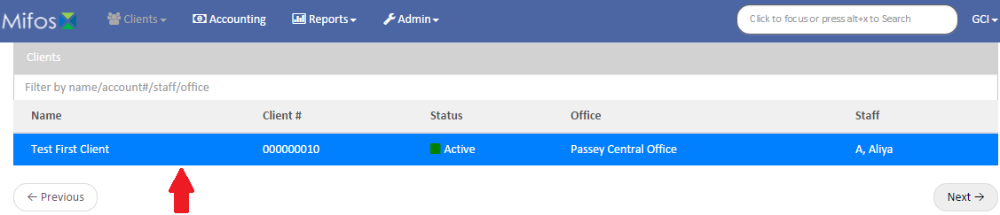 Mifos Clients Accounting Reports Admin Click to focus or press alt+x to Search GCI
Clients
Filter by name/account#/staff/office
Name Client # Status Office Staff
Test First Client 000000010 Active Passey Central Office A, Aliya
← Previous Next →